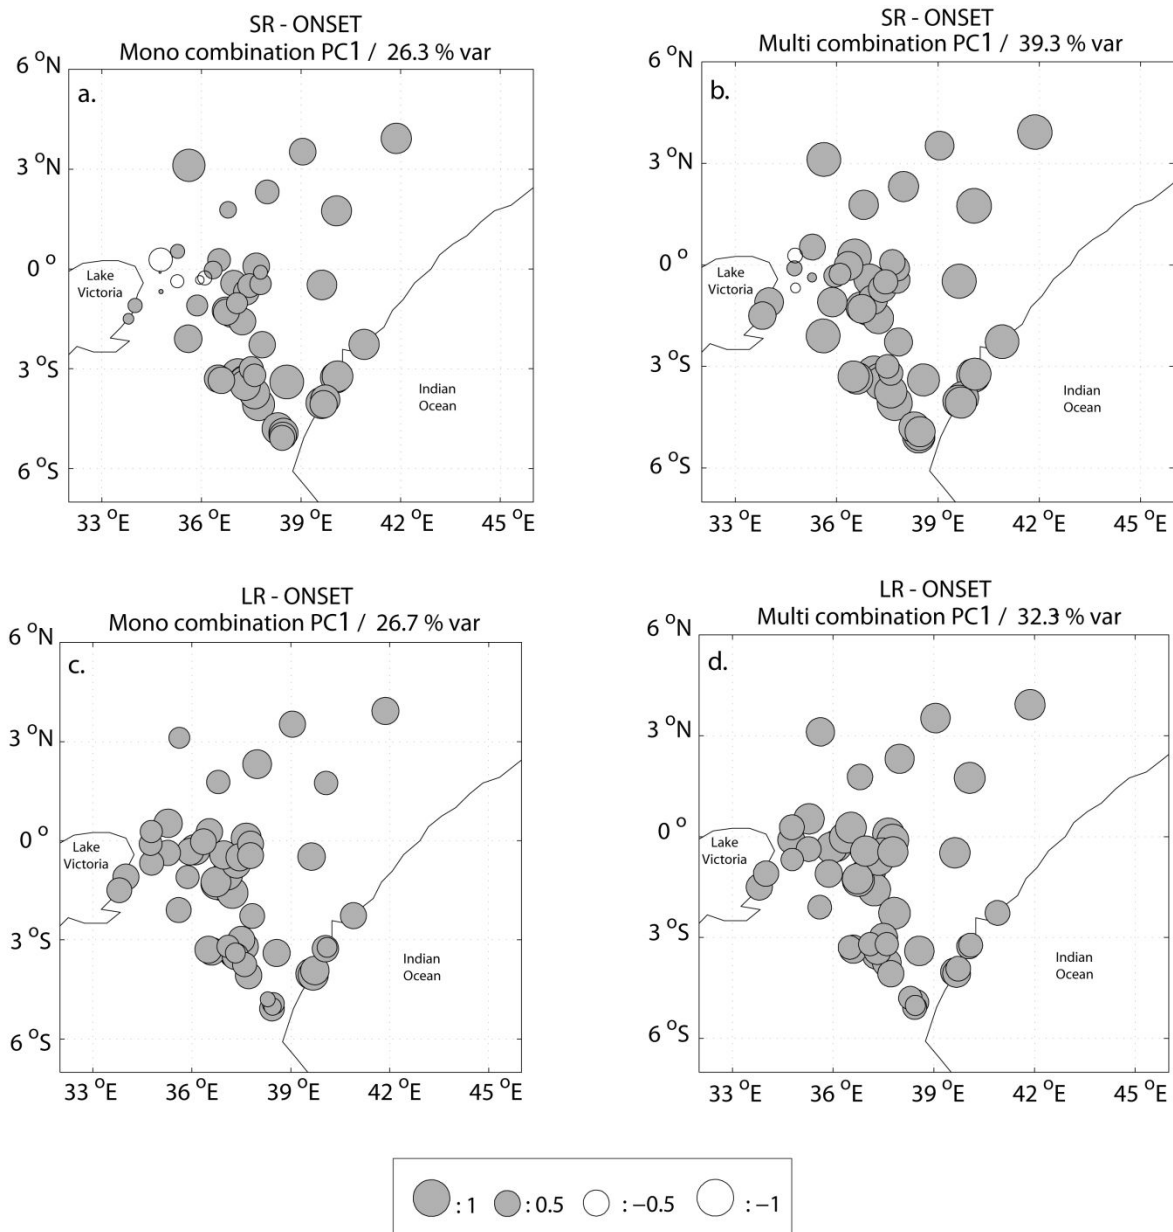 SR - ONSET
Mono combination PC1 / 26.3 % var
6 °N
3 °N
0 °
3 °S
6 °S
a.
Lake
Victoria
Indian
Ocean
33 °E 36 °E 39 °E 42 °E 45 °E
SR - ONSET
Multi combination PC1 / 39.3 % var
6 °N
3 °N
0 °
3 °S
6 °S
b.
Lake
Victoria
Indian
Ocean
33 °E 36 °E 39 °E 42 °E 45 °E
LR - ONSET
Mono combination PC1 / 26.7 % var
6 °N
3 °N
0 °
3 °S
6 °S
c.
Lake
Victoria
Indian
Ocean
33 °E 36 °E 39 °E 42 °E 45 °E
LR - ONSET
Multi combination PC1 / 32.3 % var
6 °N
3 °N
0 °
3 °S
6 °S
d.
Lake
Victoria
Indian
Ocean
33 °E 36 °E 39 °E 42 °E 45 °E
: 1 : 0.5 : −0.5 : −1